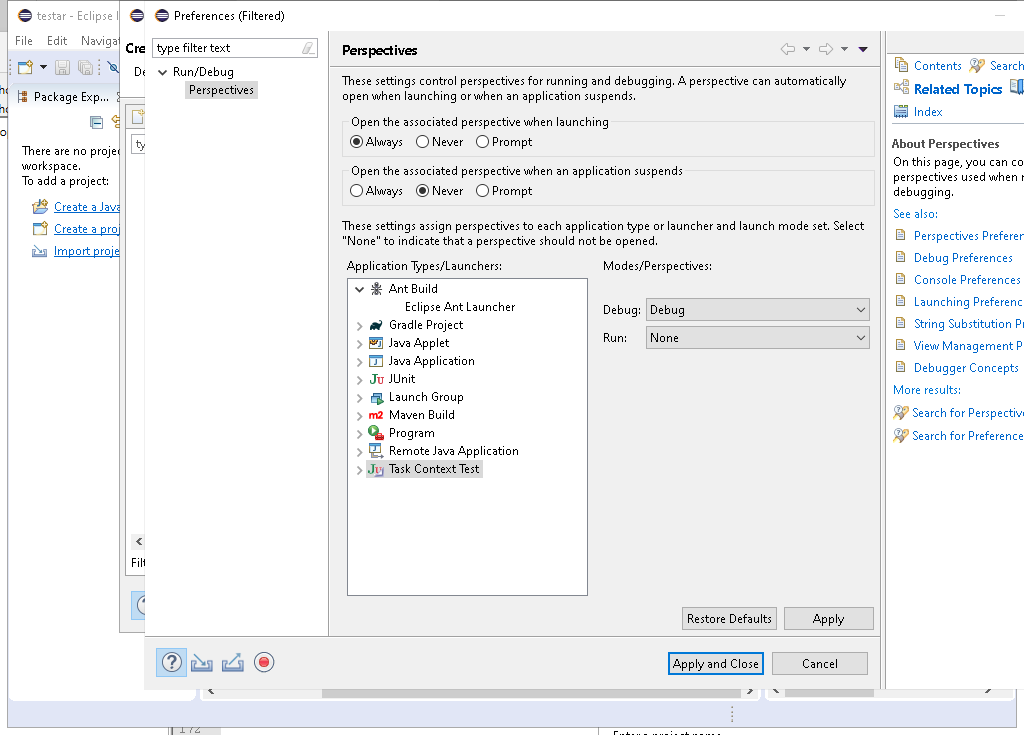 testar - Eclipse I
File Edit Navigat
Package Exp...
There are no projec
workspace.
To add a project:
Create a Java
Create a proj
Import proje
Cre
De
ty
Filt
Preferences (Filtered)
type filter text
Run/Debug
Perspectives
Perspectives
These settings control perspectives for running and debugging. A perspective can automatically
open when launching or when an application suspends.
Open the associated perspective when launching
Always Never Prompt
Open the associated perspective when an application suspends
Always Never Prompt
These settings assign perspectives to each application type or launcher and launch mode set. Select
"None" to indicate that a perspective should not be opened.
Application Types/Launchers:
Ant Build
Eclipse Ant Launcher
Gradle Project
Java Applet
Java Application
JUnit
Launch Group
Maven Build
Program
Remote Java Application
Task Context Test
Modes/Perspectives:
Debug: Debug
Run: None
Restore Defaults Apply
Apply and Close Cancel
Contents Search
Related Topics
Index
About Perspectives
On this page, you can co
perspectives used when r
debugging.
See also:
Perspectives Preferen
Debug Preferences
Console Preferences
Launching Preferenc
String Substitution Pr
View Management P
Debugger Concepts
More results:
Search for Perspective
Search for Preference
172